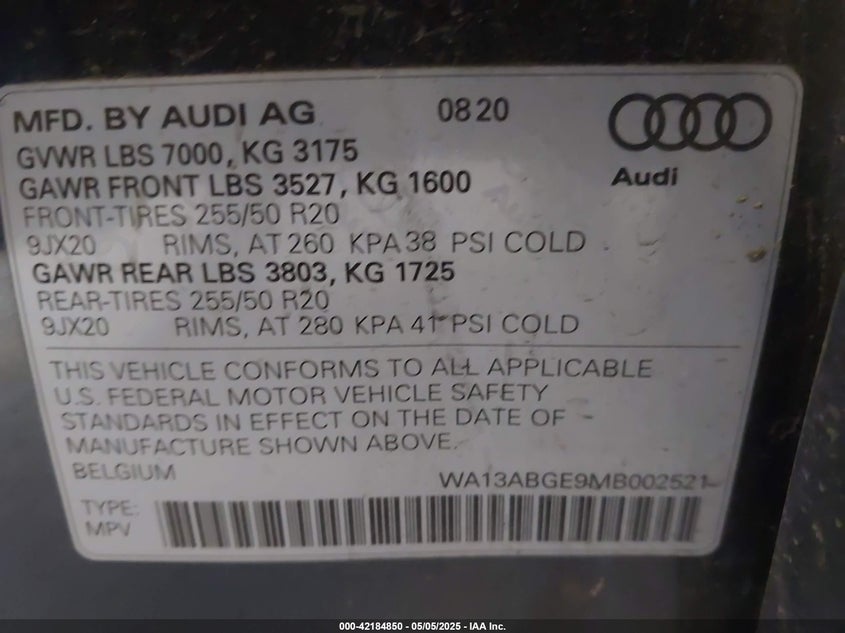 MFD. BY AUDI AG 0820
GVWR LBS 7000, KG 3175
Audi
GAWR FRONT LBS 3527, KG 1600
FRONT-TIRES 255/50 R20
9JX20 RIMS, AT 260 KPA 38 PSI COLD
GAWR REAR LBS 3803, KG 1725
REAR-TIRES 255/50 R20
9JX20 RIMS, AT 280 KPA 41 PSI COLD
THIS VEHICLE CONFORMS TO ALL APPLICABLE
U.S. FEDERAL MOTOR VEHICLE SAFETY
STANDARDS IN EFFECT ON THE DATE OF
MANUFACTURE SHOWN ABOVE.
BELGIUM WA13ABGE9MB002521
TYPE:
MPV
000-42184850 - 05/05/2025 - IAA Inc.